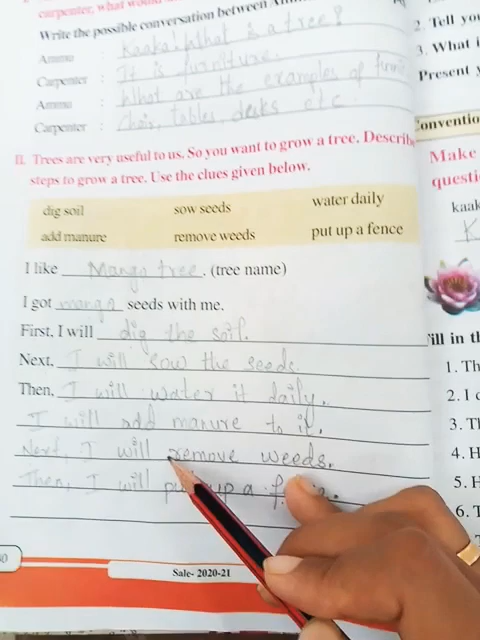 carpenter, what would
Write the possible conversation between Ammu
Ammu : Kaaka! What is a tree?
Carpenter : It is furniture.
Ammu : What are the examples of
Carpenter : Chair, tables, desks etc.
II. Trees are very useful to us. So you want to grow a tree. Describe
steps to grow a tree. Use the clues given below.
dig soil sow seeds water daily
add manure remove weeds put up a fence
I like Mango tree. (tree name)
I got mango seeds with me.
First, I will dig the soil.
Next, I will sow the seeds.
Then, I will water it daily.
I will add manure to it.
Next, I will remove weeds.
Then, I will put up a
Sale- 2020-21
2. Tell you
3. What i
Present y
Conventio
Make
questi
kaak
K
Fill in th
1. Th
2. I c
3. Th
4. H
5. H
6. T